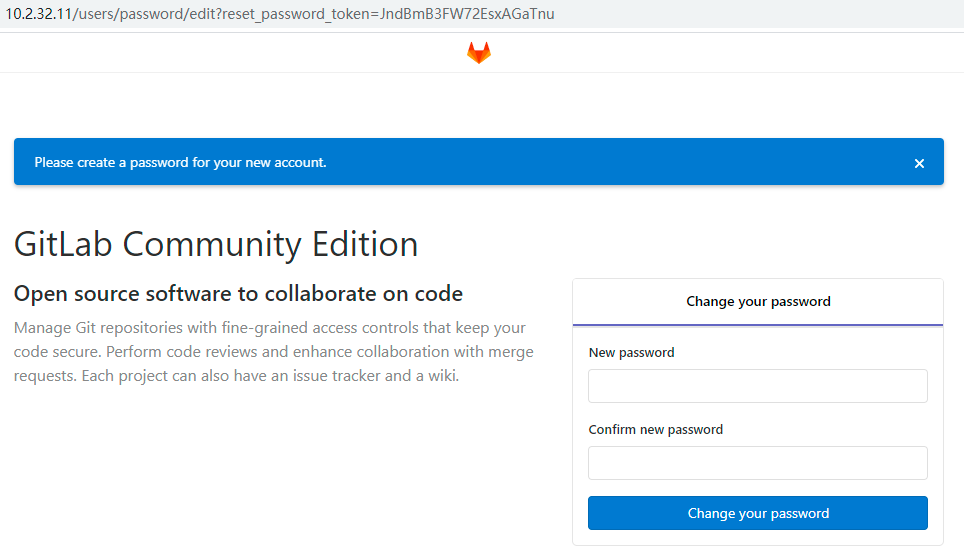 10.2.32.11/users/password/edit?reset_password_token=JndBmB3FW72EsxAGaTnu
Please create a password for your new account.
GitLab Community Edition
Open source software to collaborate on code
Manage Git repositories with fine-grained access controls that keep your
code secure. Perform code reviews and enhance collaboration with merge
requests. Each project can also have an issue tracker and a wiki.
Change your password
New password
Confirm new password
Change your password